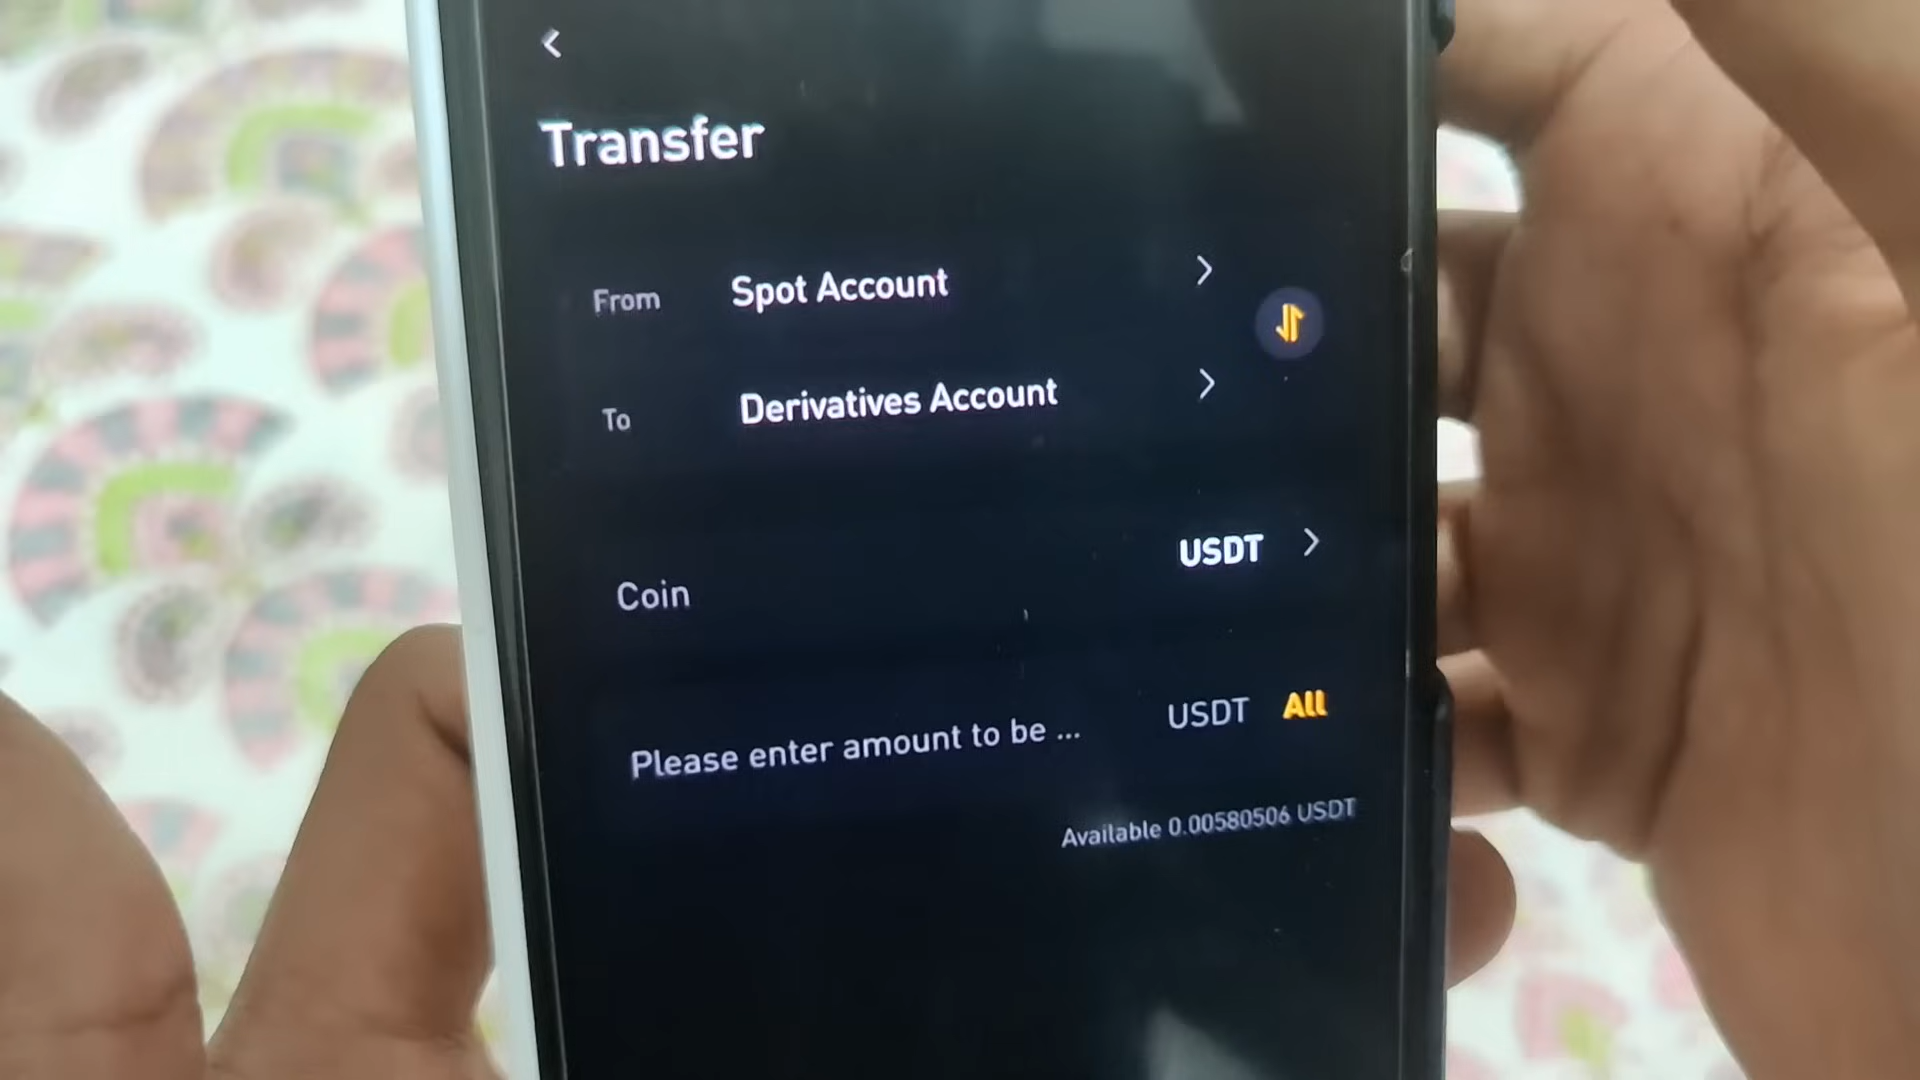 Transfer
From Spot Account
To Derivatives Account
Coin USDT
Please enter amount to be ... USDT All
Available 0.00580506 USDT